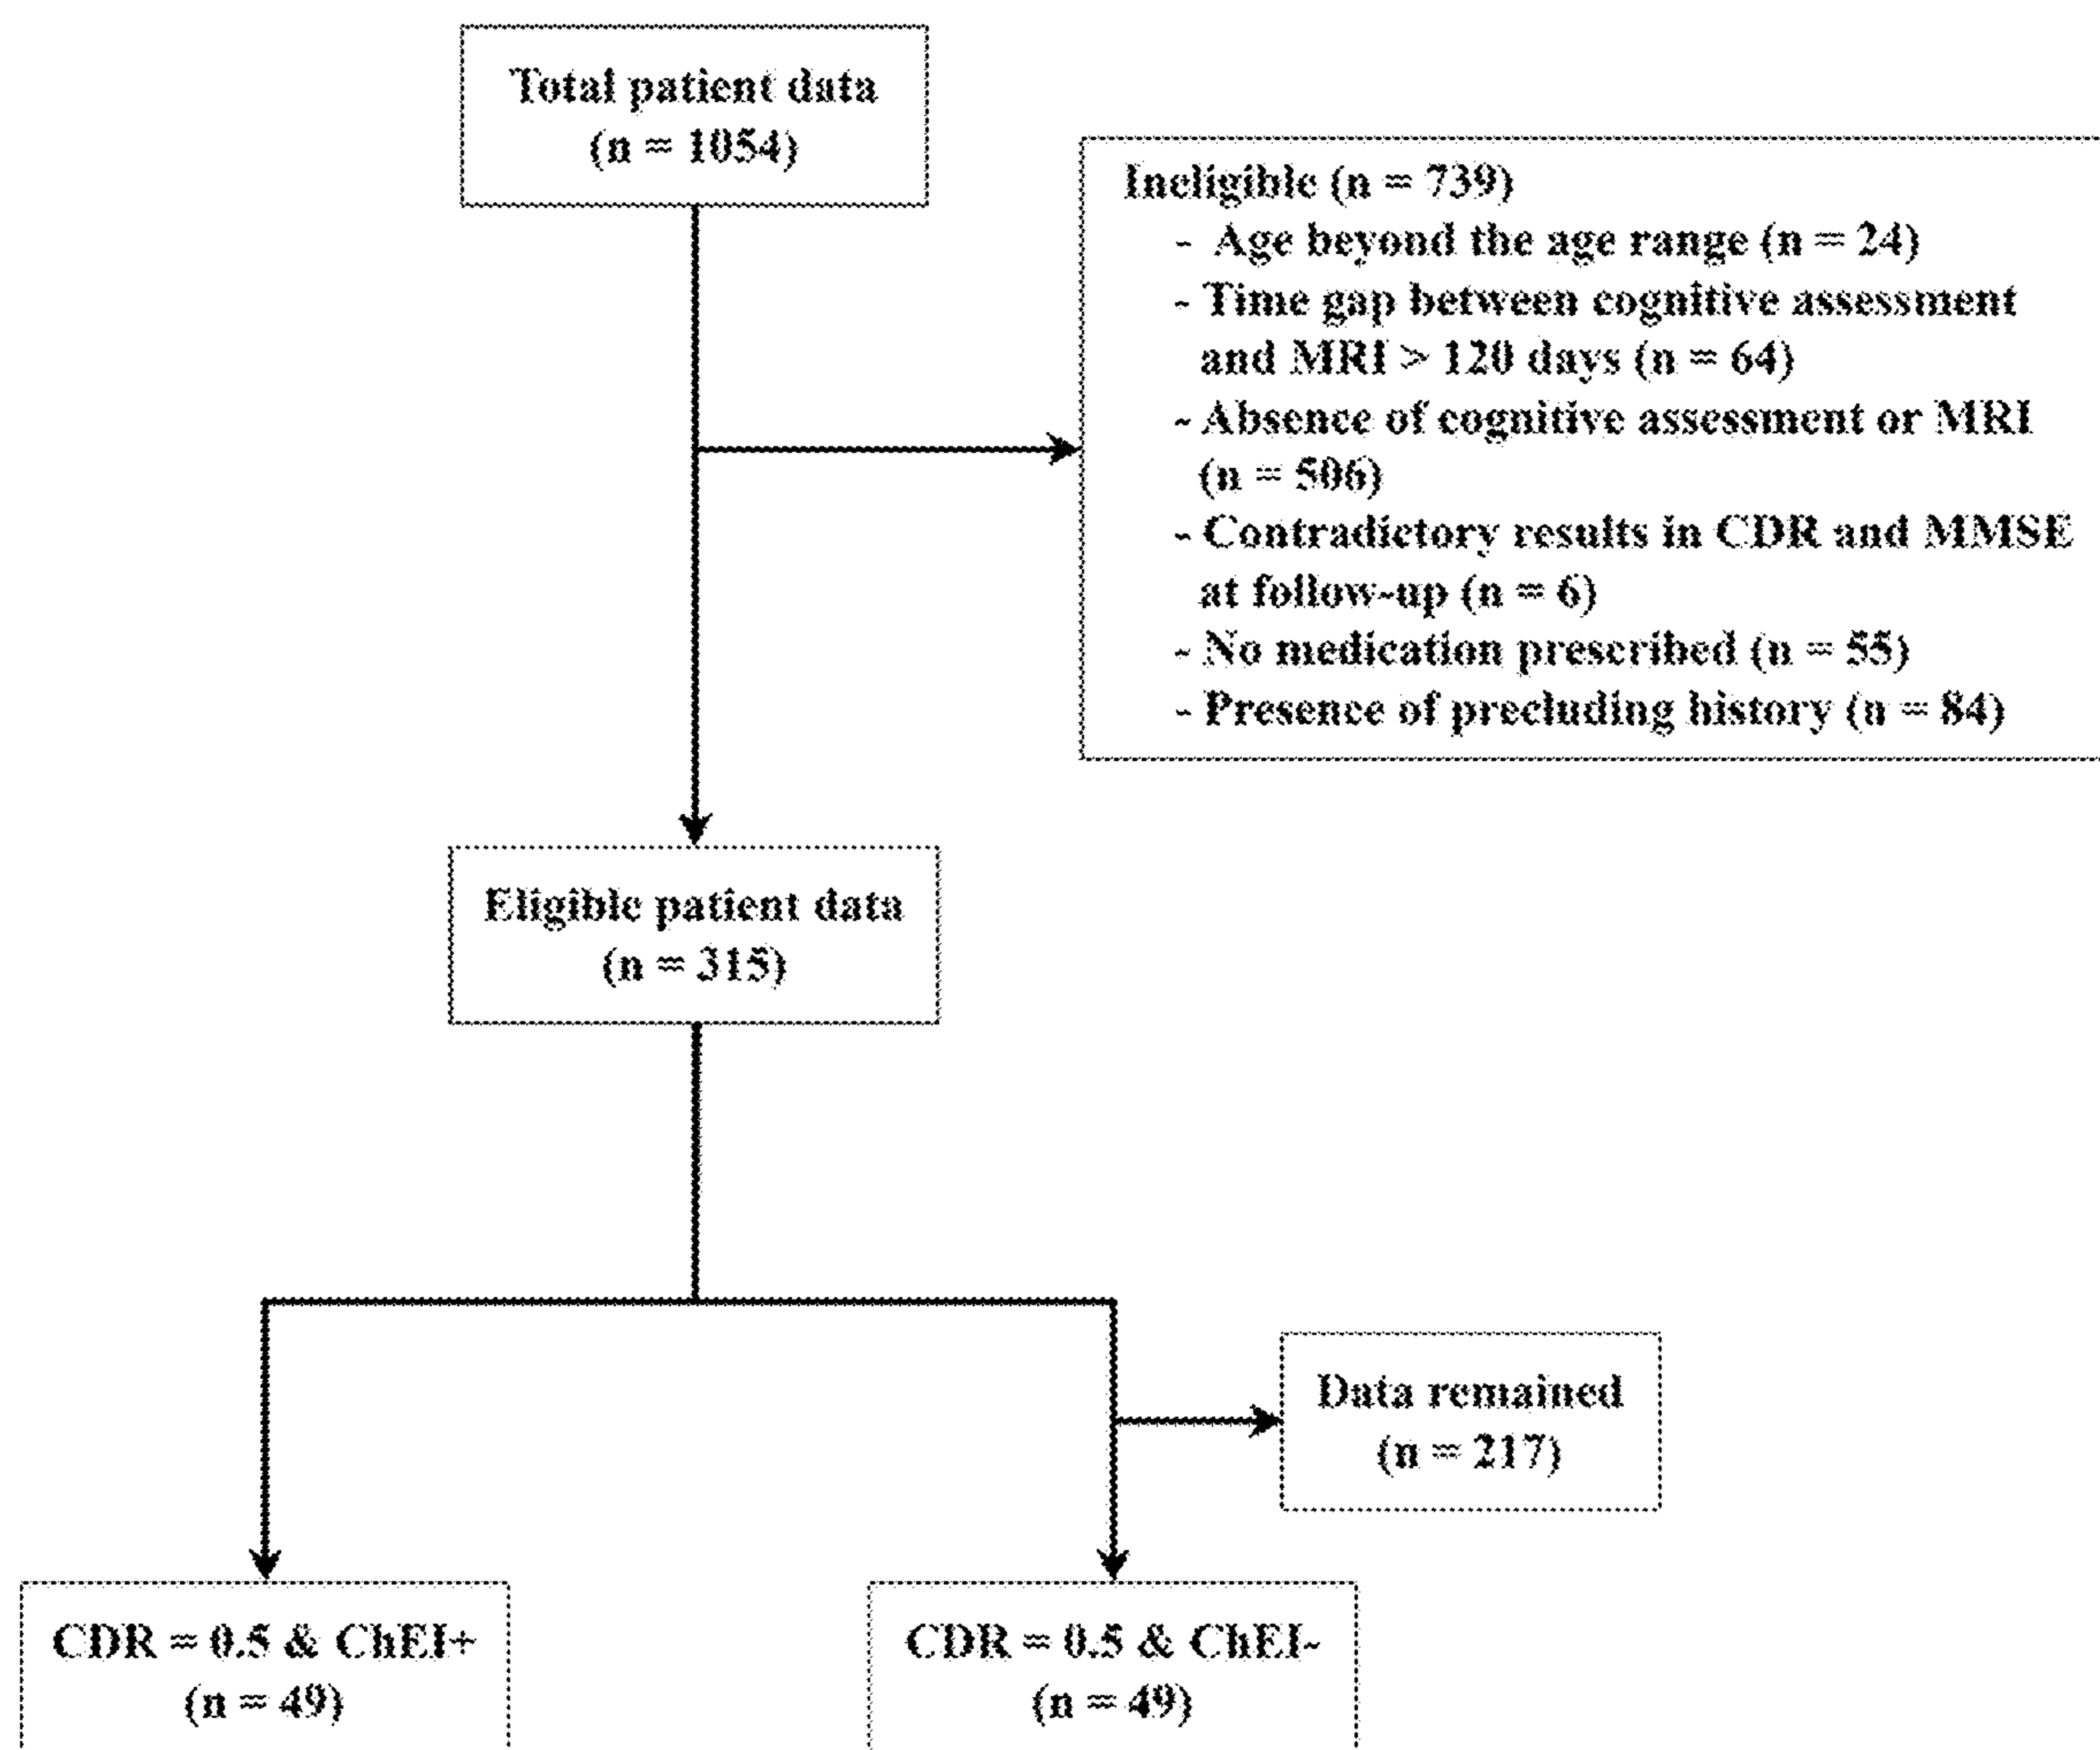 Total patient data
(n = 1054)
Ineligible (n = 739)
- Age beyond the age range (n = 24)
- Time gap between cognitive assessment
and MRI > 120 days (n = 64)
- Absence of cognitive assessment or MRI
(n = 506)
- Contradictory results in CDR and MMSE
at follow-up (n = 6)
- No medication prescribed (n = 55)
- Presence of precluding history (n = 84)
Eligible patient data
(n = 315)
Data remained
(n = 217)
CDR = 0.5 & ChEI+
(n = 49)
CDR = 0.5 & ChEI-
(n = 49)